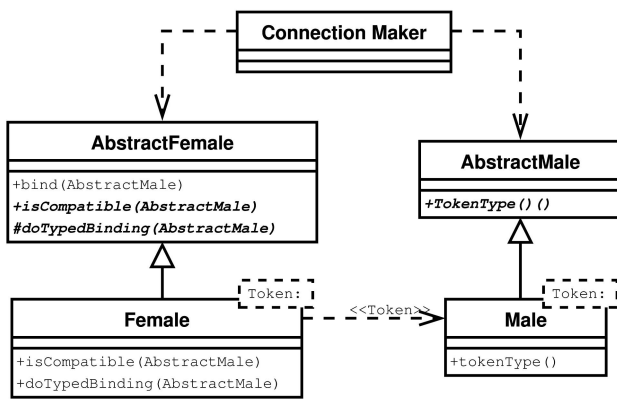 Connection Maker
AbstractFemale
+bind(AbstractMale)
+isCompatible(AbstractMale)
#doTypedBinding(AbstractMale)
AbstractMale
+TokenType()()
Token:
Female
+isCompatible(AbstractMale)
+doTypedBinding(AbstractMale)
<<Token>>
Token:
Male
+tokenType()